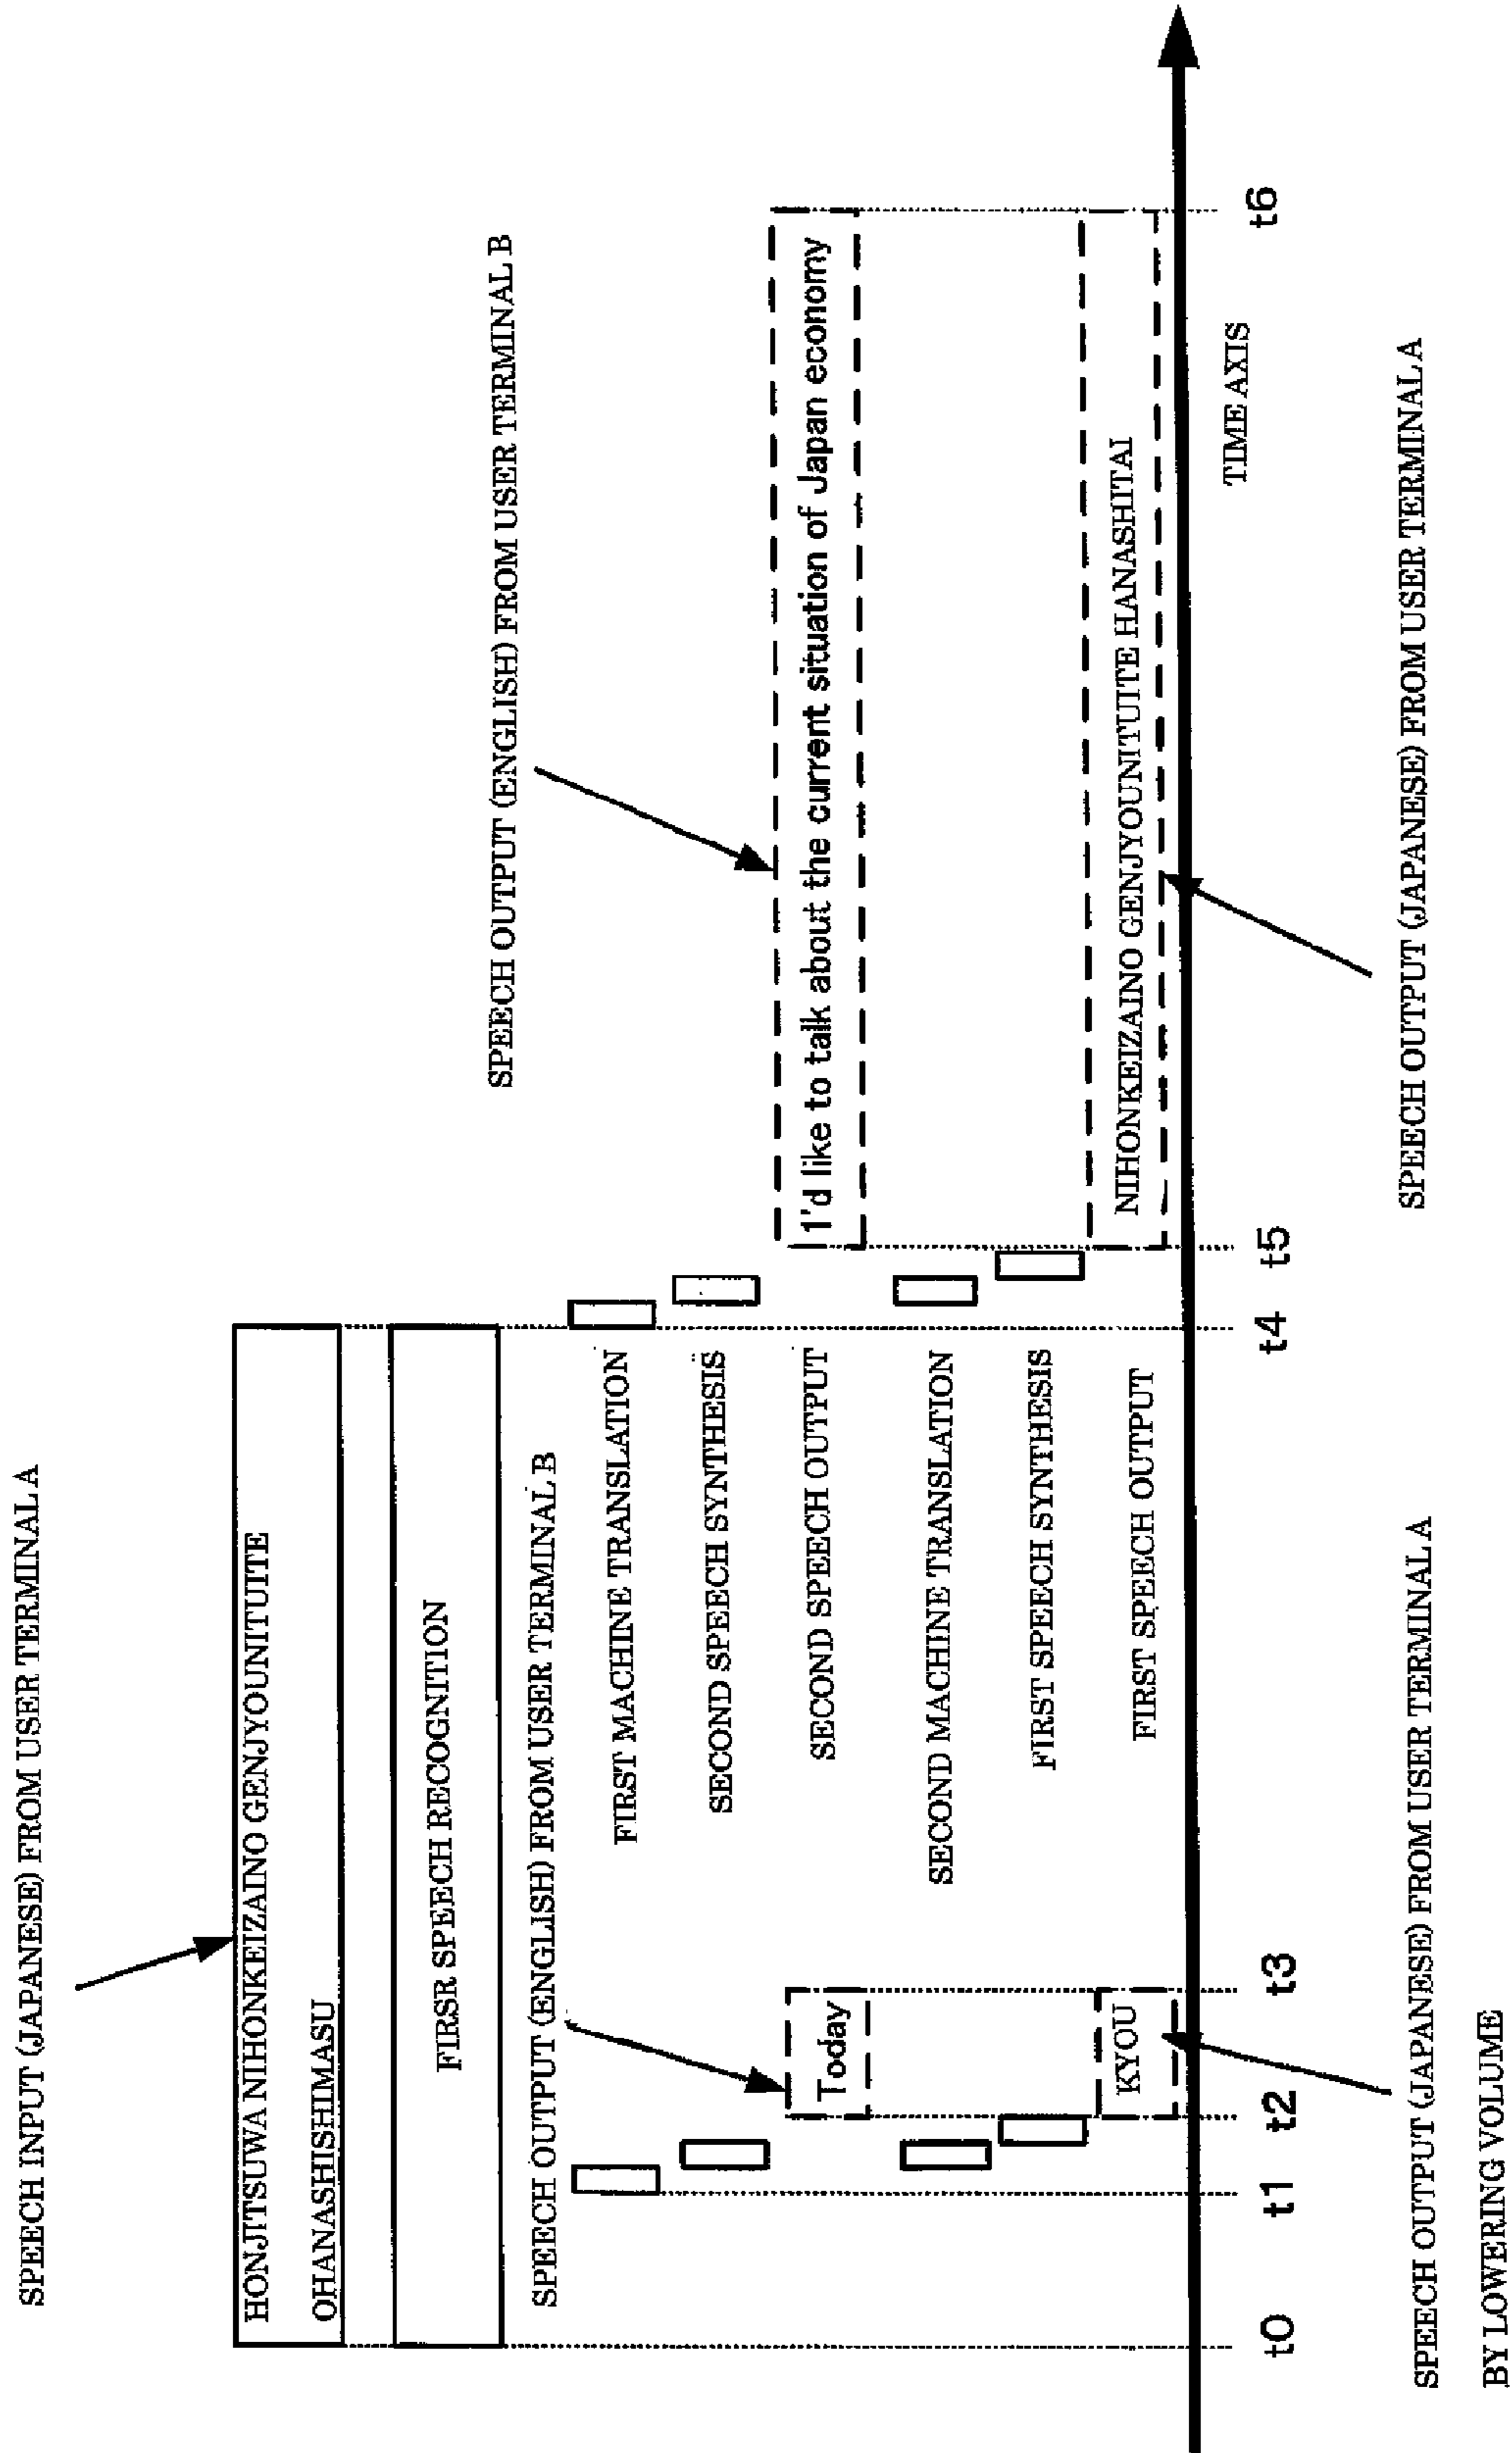 SPEECH INPUT (JAPANESE) FROM USER TERMINAL A
HONJITSUWA NIHONKEIZAINO GENJYOUNITUITE
OHANASHISHIMASU
FIRSR SPEECH RECOGNITION
SPEECH OUTPUT (ENGLISH) FROM USER TERMINAL B
SPEECH OUTPUT (ENGLISH) FROM USER TERMINAL B
FIRST MACHINE TRANSLATION
SECOND SPEECH SYNTHESIS
Today
SECOND SPEECH OUTPUT
I'd like to talk about the current situation of Japan economy
SECOND MACHINE TRANSLATION
FIRST SPEECH SYNTHESIS
KYOU
FIRST SPEECH OUTPUT
NIHONKEIZAINO GENJYOUNITUITE HANASHITAI
TIME AXIS
t0 t1 t2 t3 t4 t5 t6
SPEECH OUTPUT (JAPANESE) FROM USER TERMINAL A
BY LOWERING VOLUME
SPEECH OUTPUT (JAPANESE) FROM USER TERMINAL A